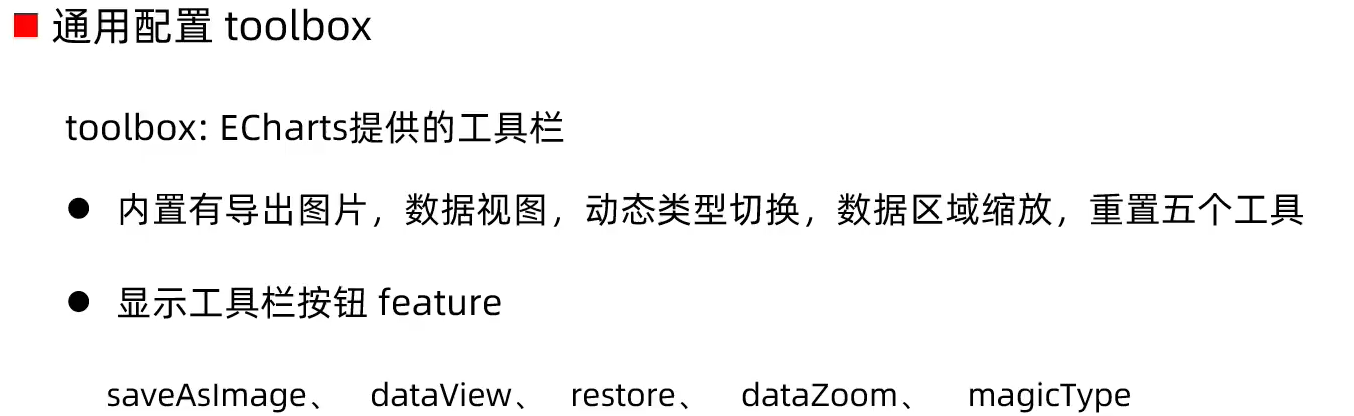 通用配置 toolbox
toolbox: ECharts提供的工具栏
内置有导出图片，数据视图，动态类型切换，数据区域缩放，重置五个工具
显示工具栏按钮 feature
saveAsImage、 dataView、 restore、 dataZoom、 magicType